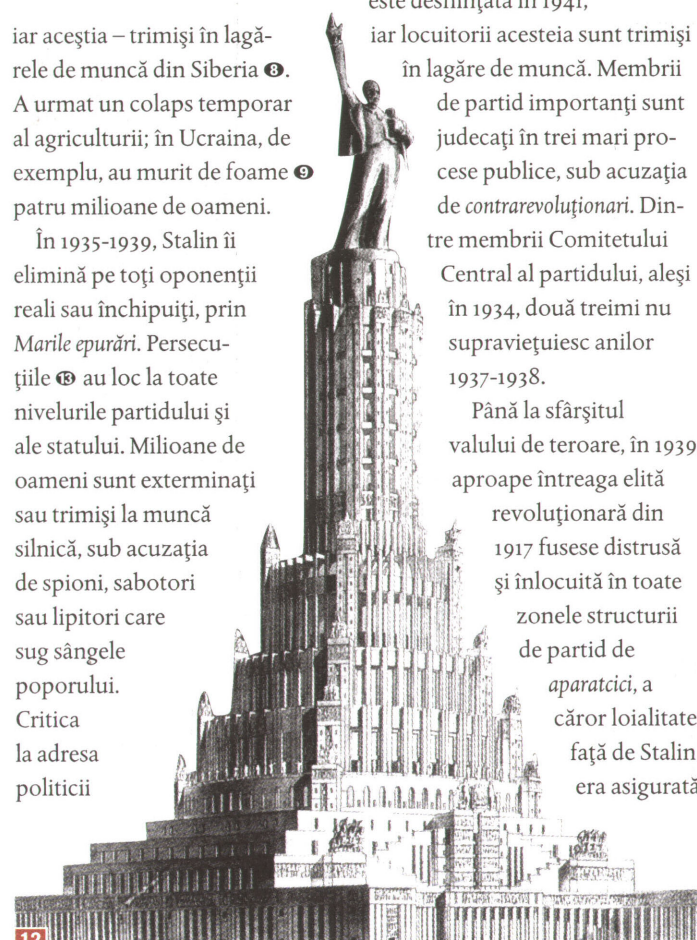 iar aceştia – trimişi în lagă-
rele de muncă din Siberia ❽.
A urmat un colaps temporar
al agriculturii; în Ucraina, de
exemplu, au murit de foame ❾
patru milioane de oameni.
În 1935-1939, Stalin îi
elimină pe toţi oponenţii
reali sau închipuiţi, prin
Marile epurări. Persecu-
ţiile ⓭ au loc la toate
nivelurile partidului şi
ale statului. Milioane de
oameni sunt exterminaţi
sau trimişi la muncă
silnică, sub acuzaţia
de spioni, sabotori
sau lipitori care
sug sângele
poporului.
Critica
la adresa
politicii
este desfiinţată în 1941,
iar locuitorii acesteia sunt trimişi
în lagăre de muncă. Membrii
de partid importanţi sunt
judecaţi în trei mari pro-
cese publice, sub acuzaţia
de contrarevoluţionari. Din-
tre membrii Comitetului
Central al partidului, aleşi
în 1934, două treimi nu
supravieţuiesc anilor
1937-1938.
Până la sfârşitul
valului de teroare, în 1939
aproape întreaga elită
revoluţionară din
1917 fusese distrusă
şi înlocuită în toate
zonele structurii
de partid de
aparatcici, a
căror loialitate
faţă de Stalin
era asigurată
12